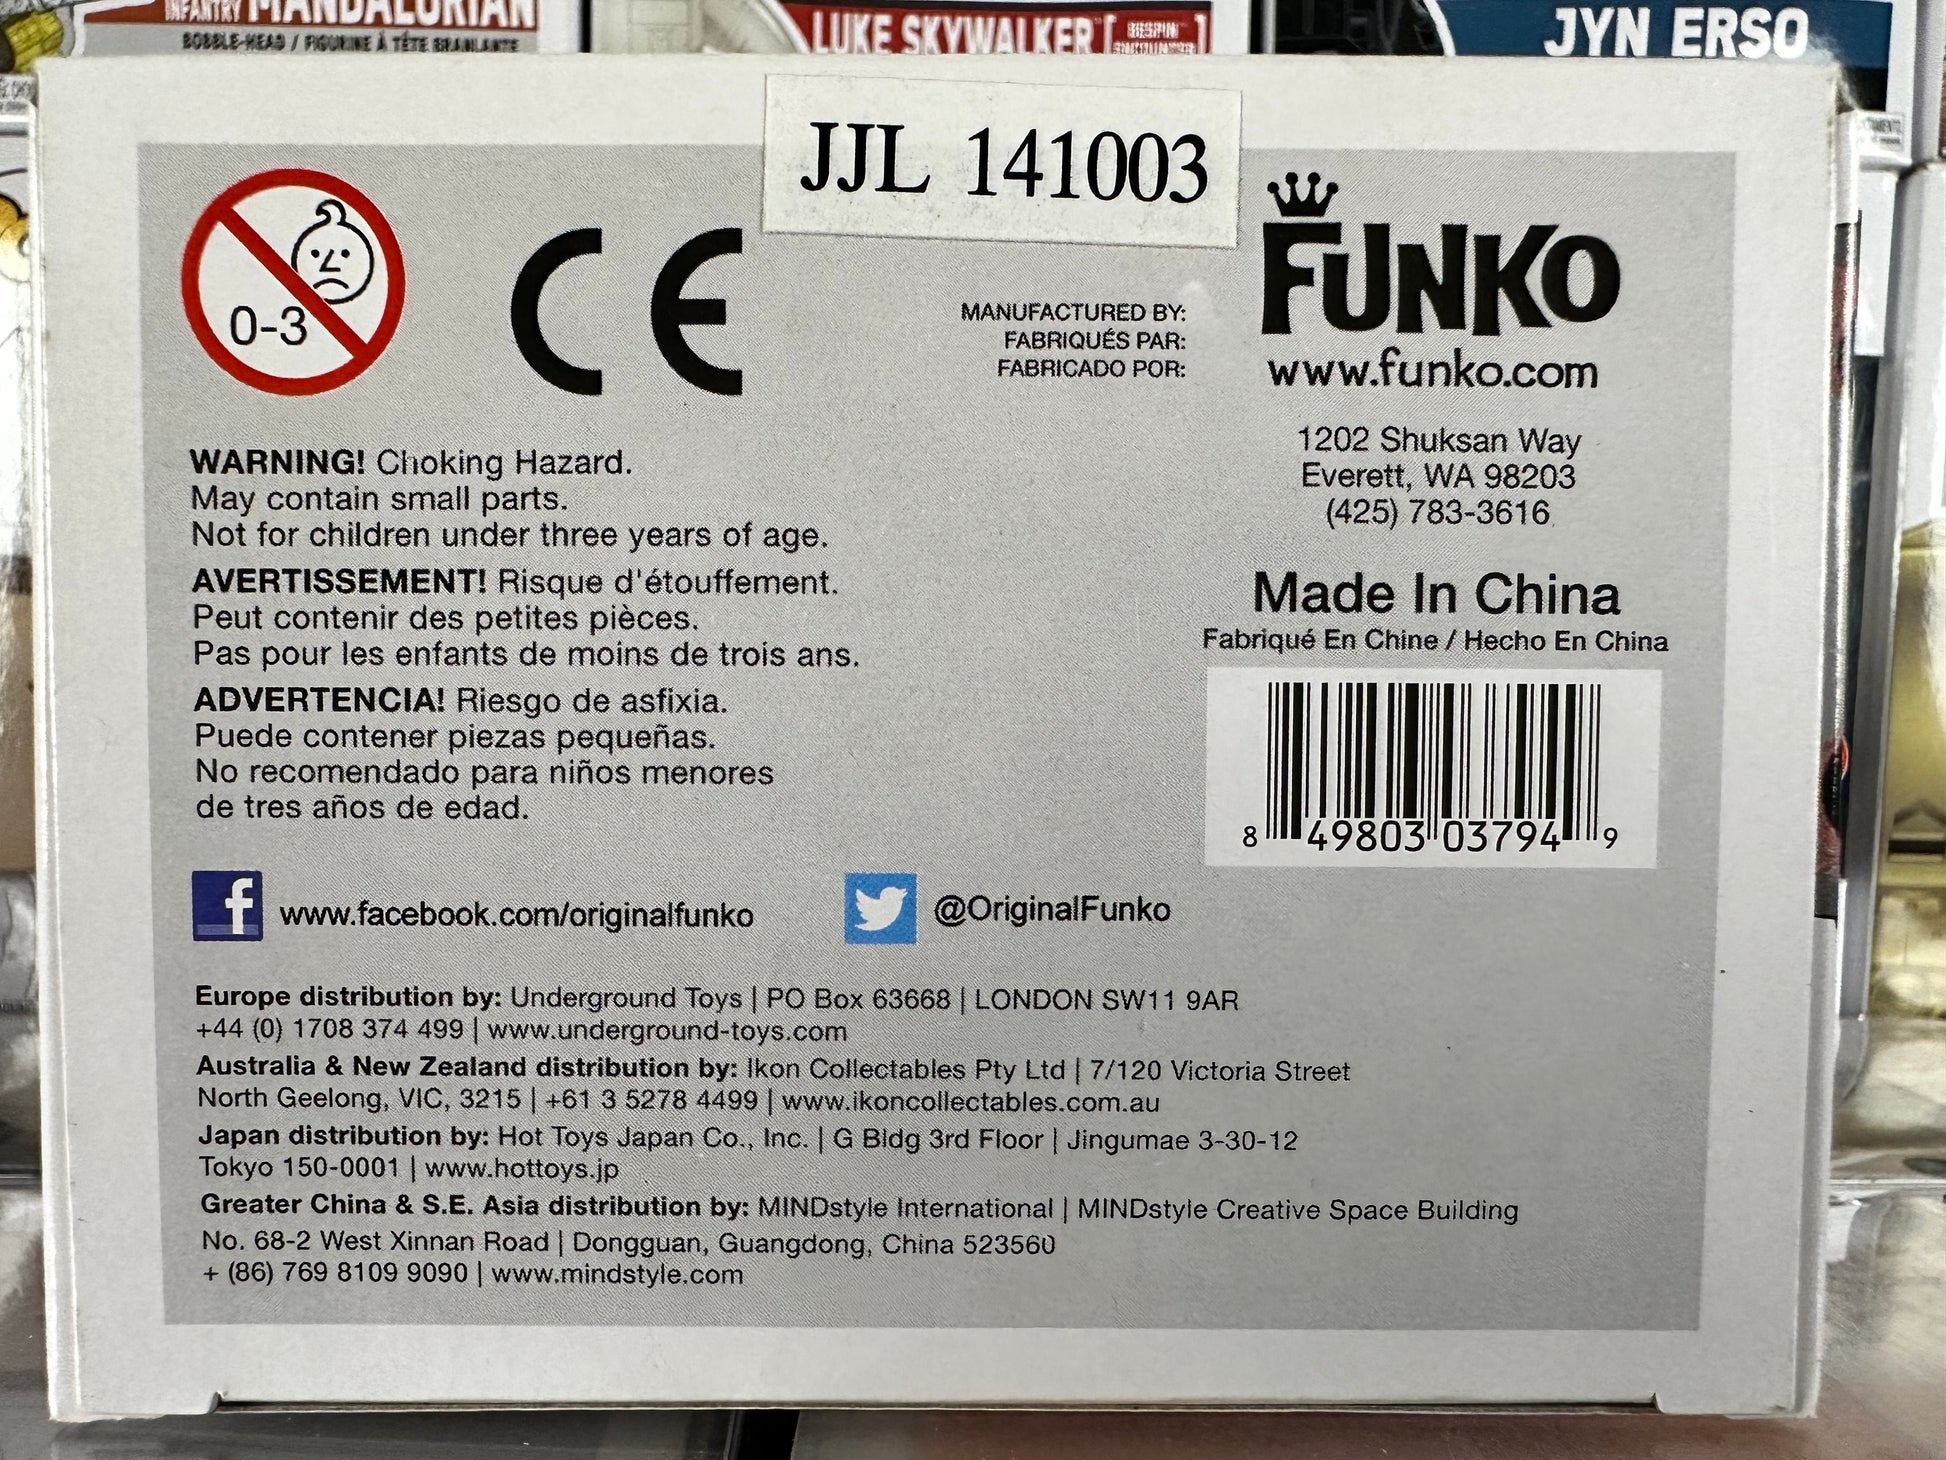 INFANTRY MANDALORIAN
BOBBLE-HEAD / FIGURINE À TÊTE BRANLANTE
LUKE SKYWALKER
JYN ERSO
JJL 141003
0-3
CE
MANUFACTURED BY:
FABRIQUÉS PAR:
FABRICADO POR:
FUNKO
www.funko.com
1202 Shuksan Way
Everett, WA 98203
(425) 783-3616
Made In China
Fabriqué En Chine / Hecho En China
8 49803 03794 9
WARNING! Choking Hazard.
May contain small parts.
Not for children under three years of age.
AVERTISSEMENT! Risque d'étouffement.
Peut contenir des petites pièces.
Pas pour les enfants de moins de trois ans.
ADVERTENCIA! Riesgo de asfixia.
Puede contener piezas pequeñas.
No recomendado para niños menores
de tres años de edad.
f www.facebook.com/originalfunko
@OriginalFunko
Europe distribution by: Underground Toys | PO Box 63668 | LONDON SW11 9AR
+44 (0) 1708 374 499 | www.underground-toys.com
Australia & New Zealand distribution by: Ikon Collectables Pty Ltd | 7/120 Victoria Street
North Geelong, VIC, 3215 | +61 3 5278 4499 | www.ikoncollectables.com.au
Japan distribution by: Hot Toys Japan Co., Inc. | G Bldg 3rd Floor | Jingumae 3-30-12
Tokyo 150-0001 | www.hottoys.jp
Greater China & S.E. Asia distribution by: MINDstyle International | MINDstyle Creative Space Building
No. 68-2 West Xinnan Road | Dongguan, Guangdong, China 523560
+ (86) 769 8109 9090 | www.mindstyle.com